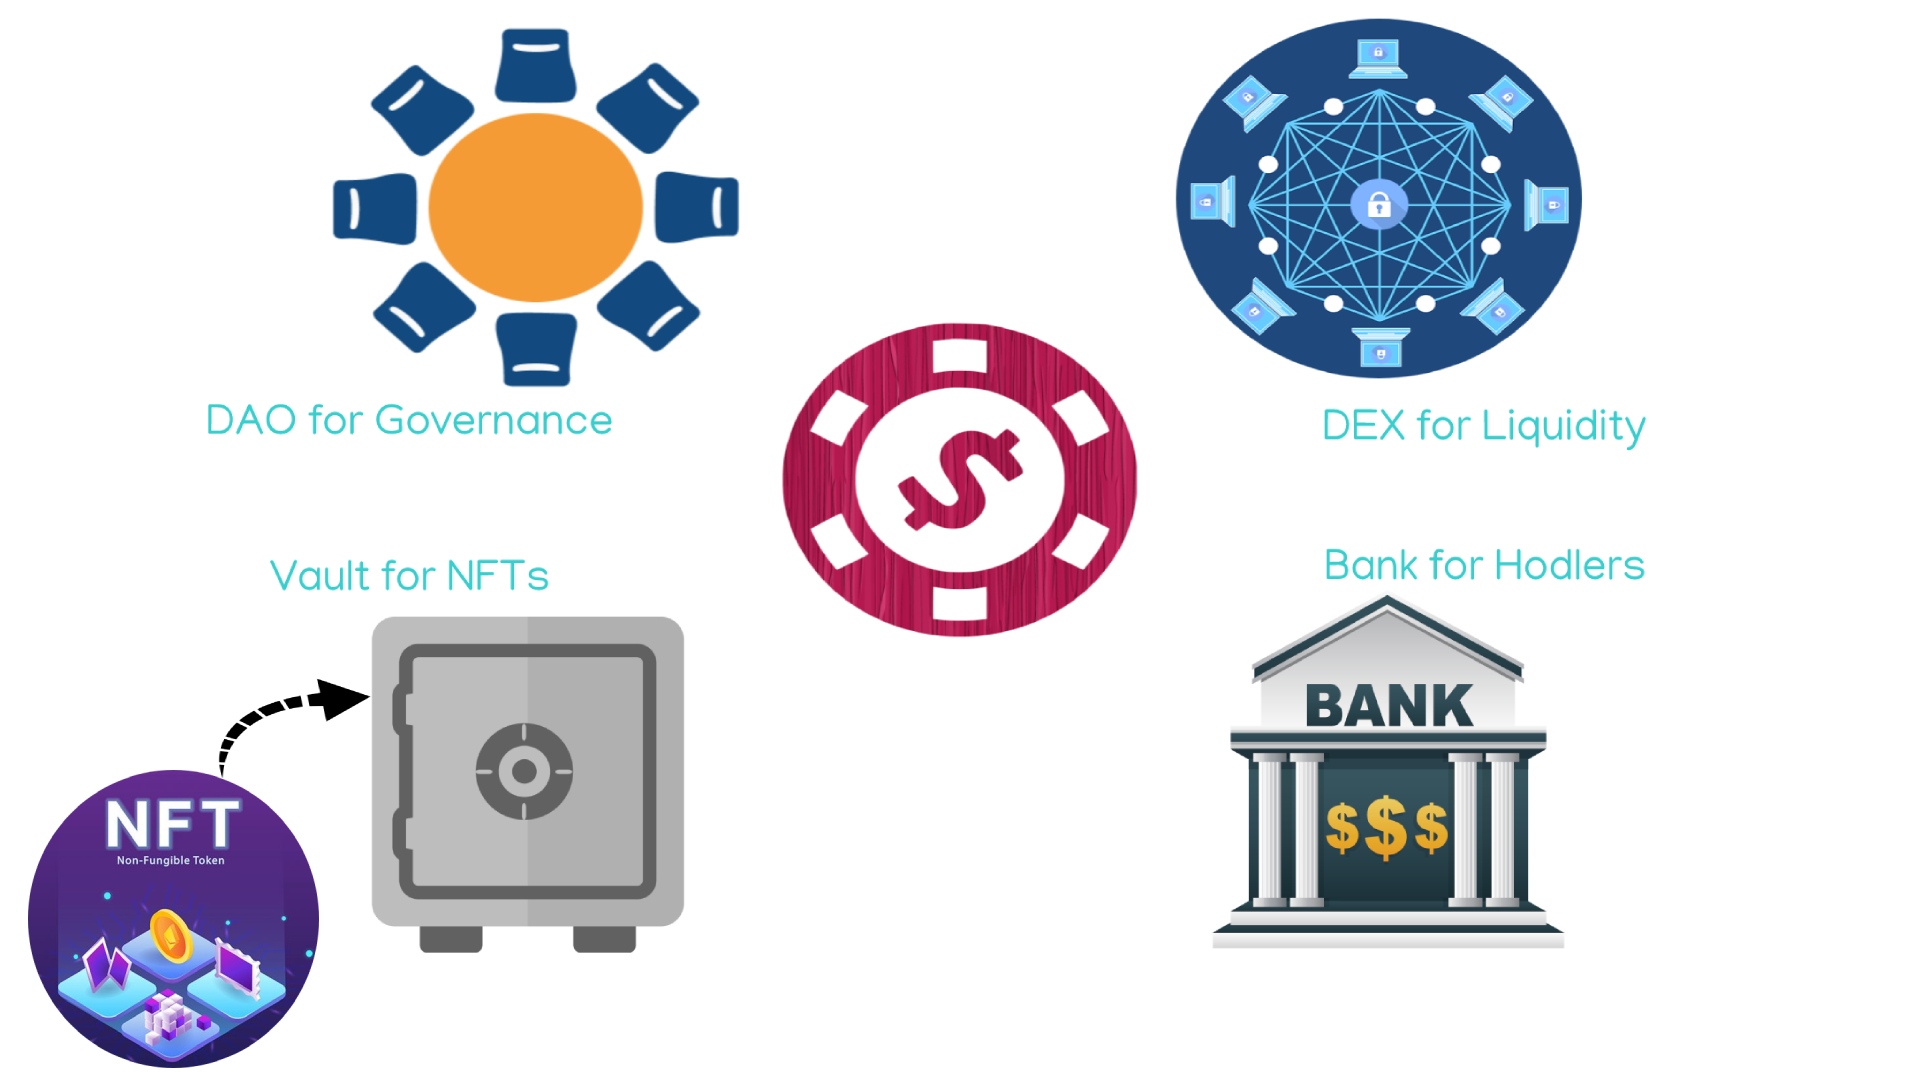 DAO for Governance
DEX for Liquidity
$
Vault for NFTs
Bank for Hodlers
BANK
$$$
NFT
Non-Fungible Token